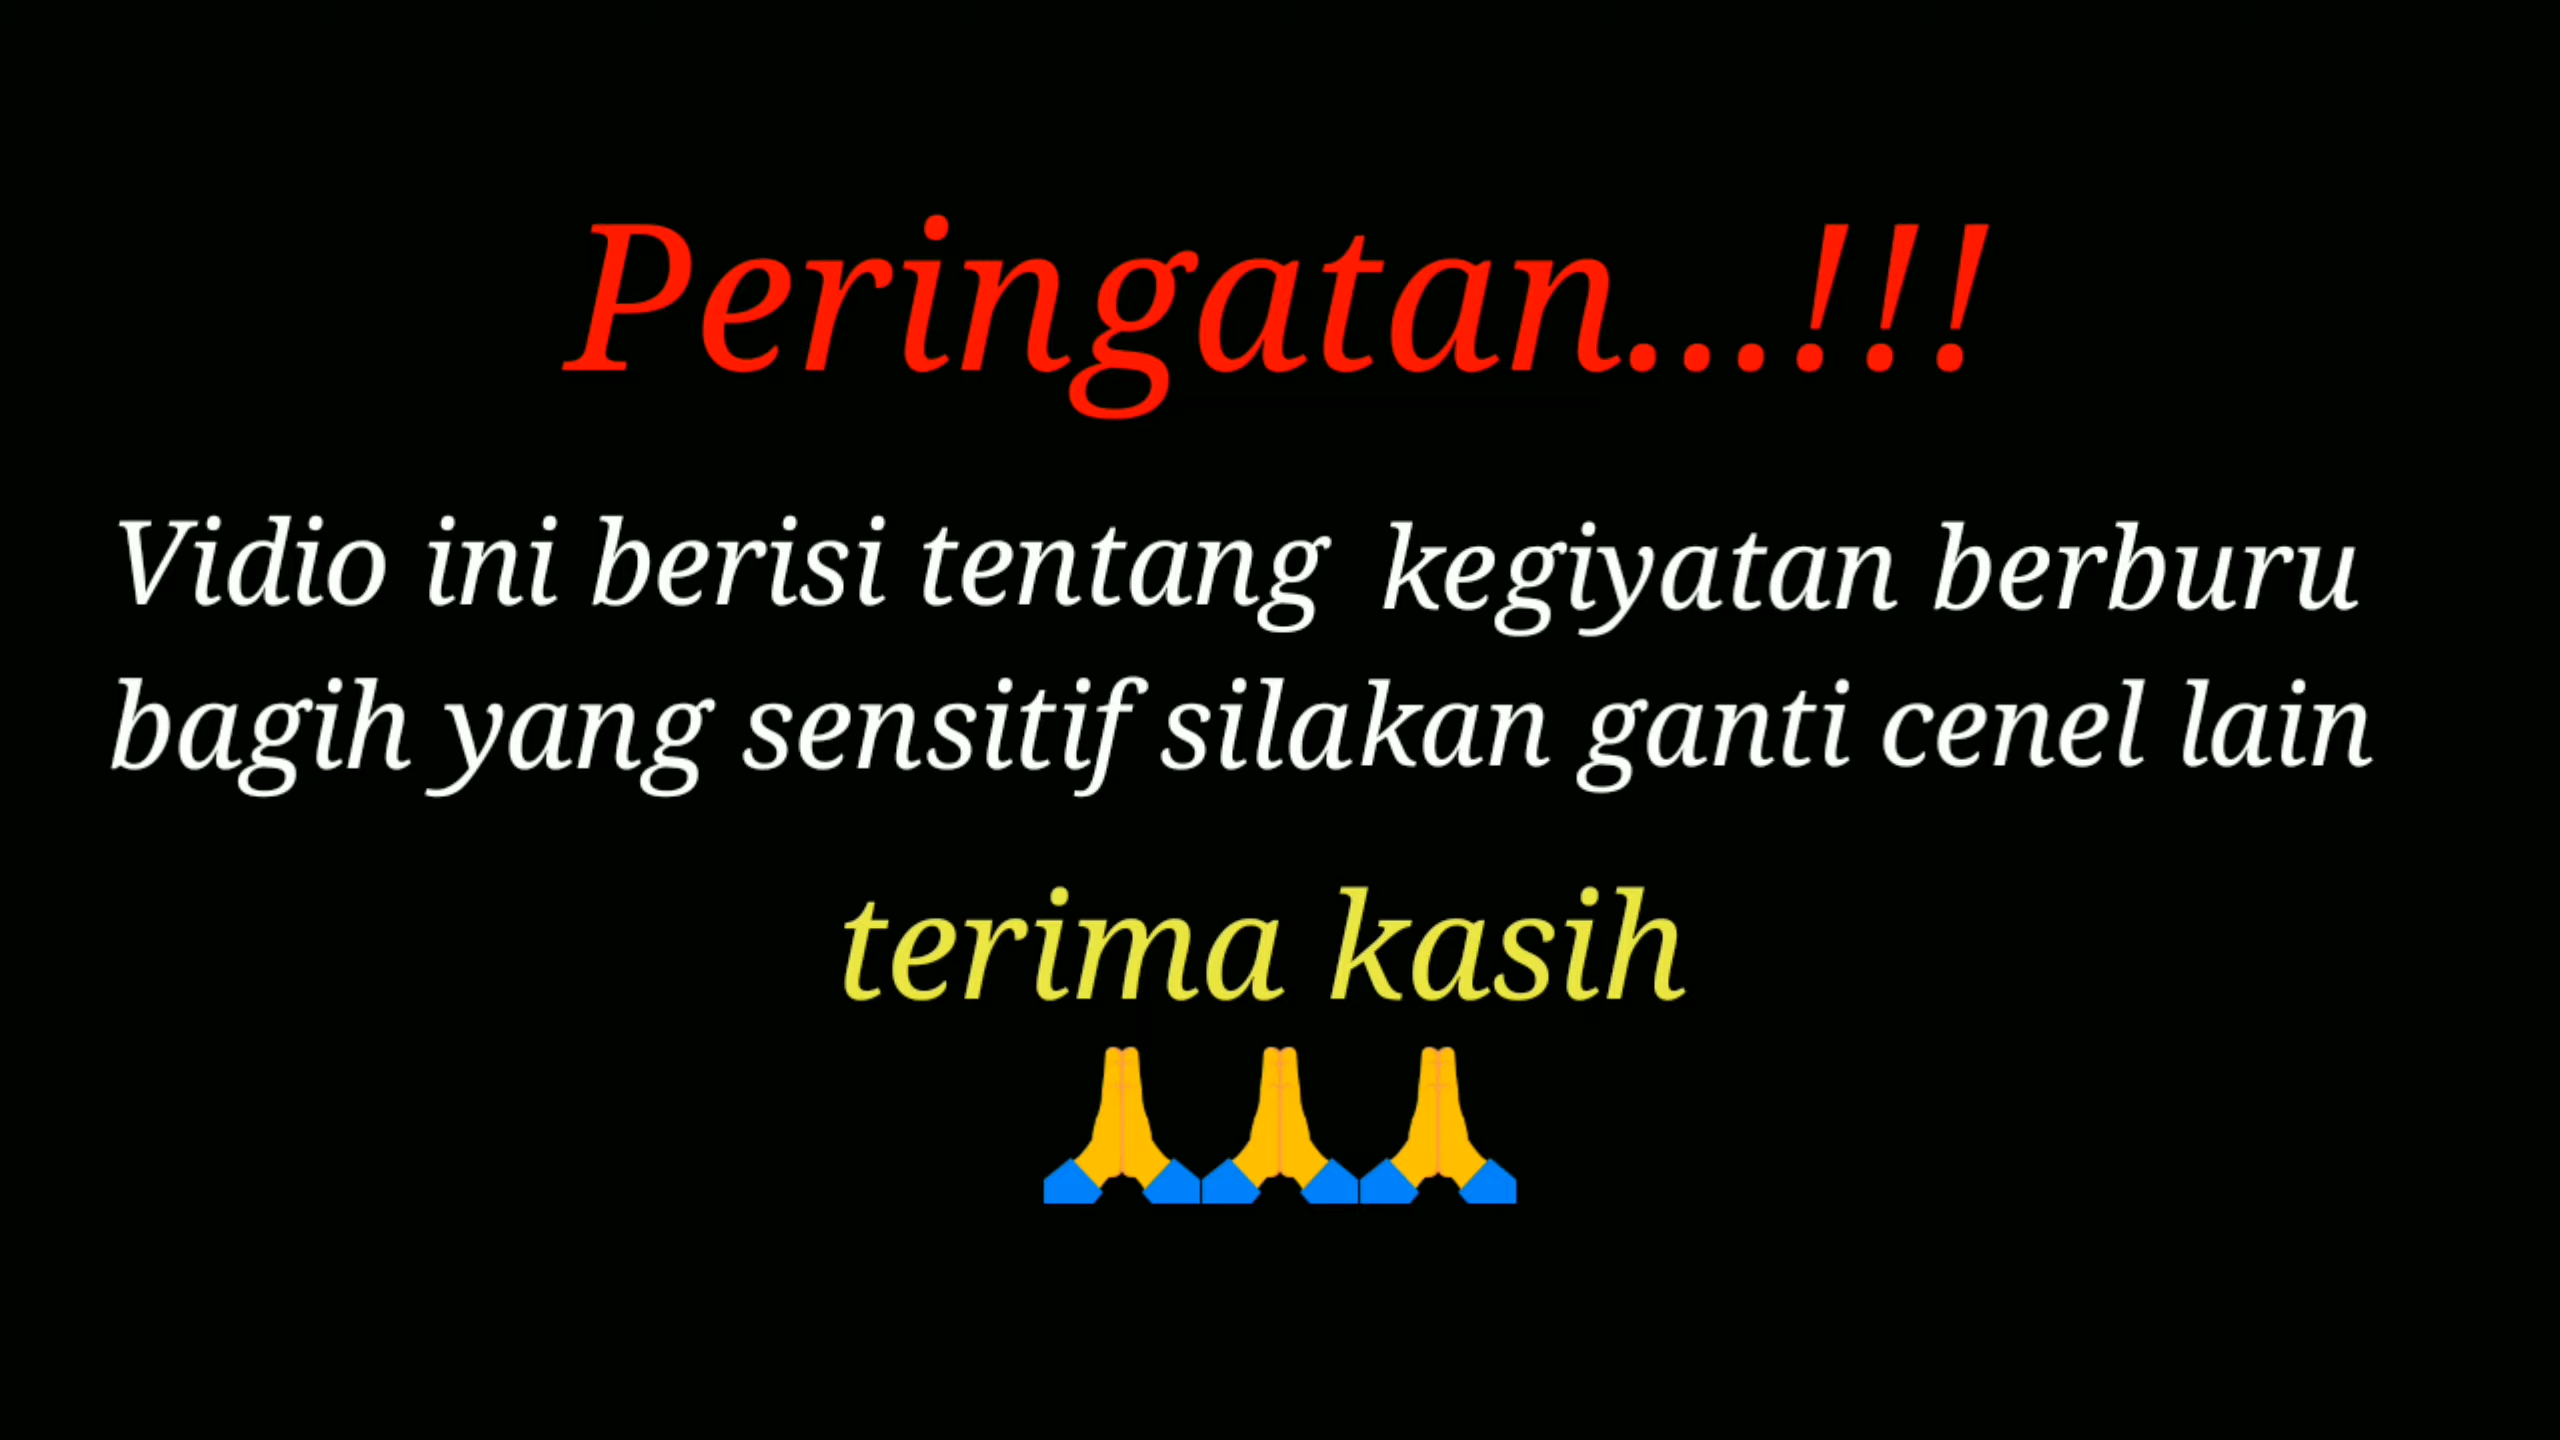 Peringatan...!!!
Vidio ini berisi tentang kegiyatan berburu
bagih yang sensitif silakan ganti cenel lain
terima kasih
🙏🙏🙏